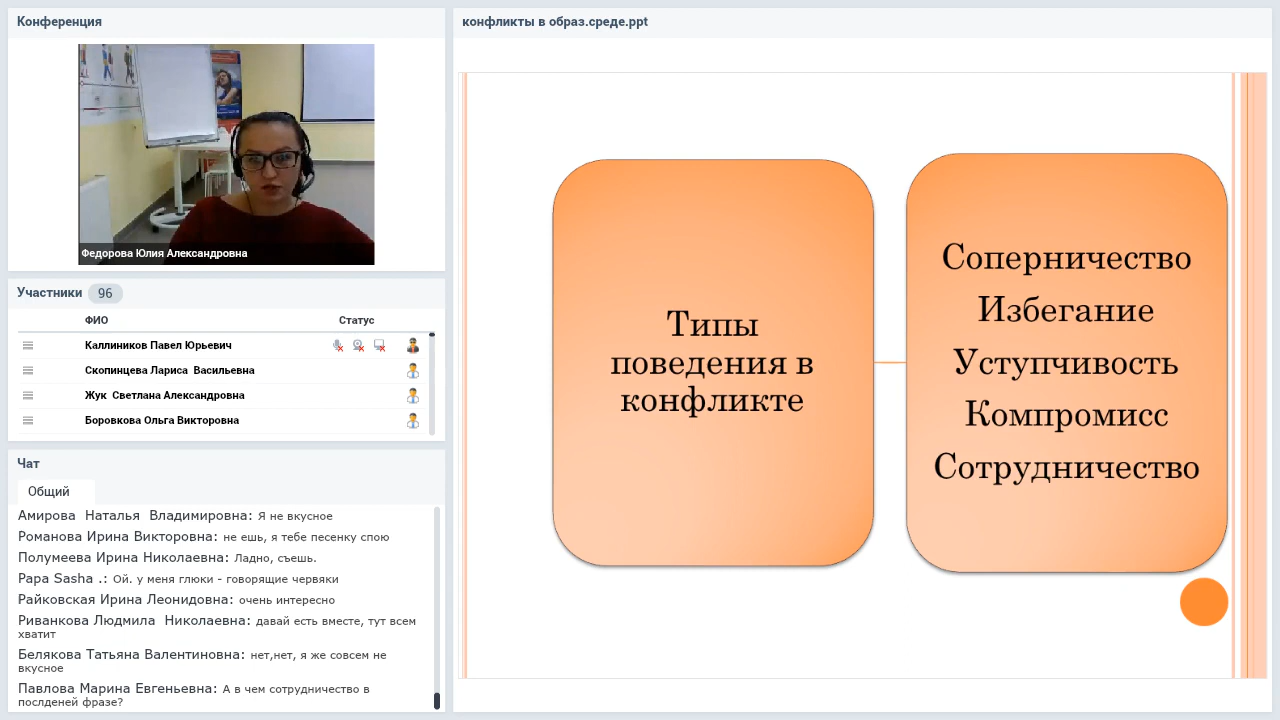 Конференция
Федорова Юлия Александровна
Участники 96
ФИО Статус
Каллиников Павел Юрьевич
Скопинцева Лариса Васильевна
Жук Светлана Александровна
Боровкова Ольга Викторовна
Чат
Общий
Амирова Наталья Владимировна: Я не вкусное
Романова Ирина Викторовна: не ешь, я тебе песенку спою
Полумеева Ирина Николаевна: Ладно, съешь.
Papa Sasha .: Ой. у меня глюки - говорящие червяки
Райковская Ирина Леонидовна: очень интересно
Риванкова Людмила Николаевна: давай есть вместе, тут всем
хватит
Белякова Татьяна Валентиновна: нет,нет, я же совсем не
вкусное
Павлова Марина Евгеньевна: А в чем сотрудничество в
послденей фразе?
конфликты в образ.среде.ppt
Типы
поведения в
конфликте
Соперничество
Избегание
Уступчивость
Компромисс
Сотрудничество